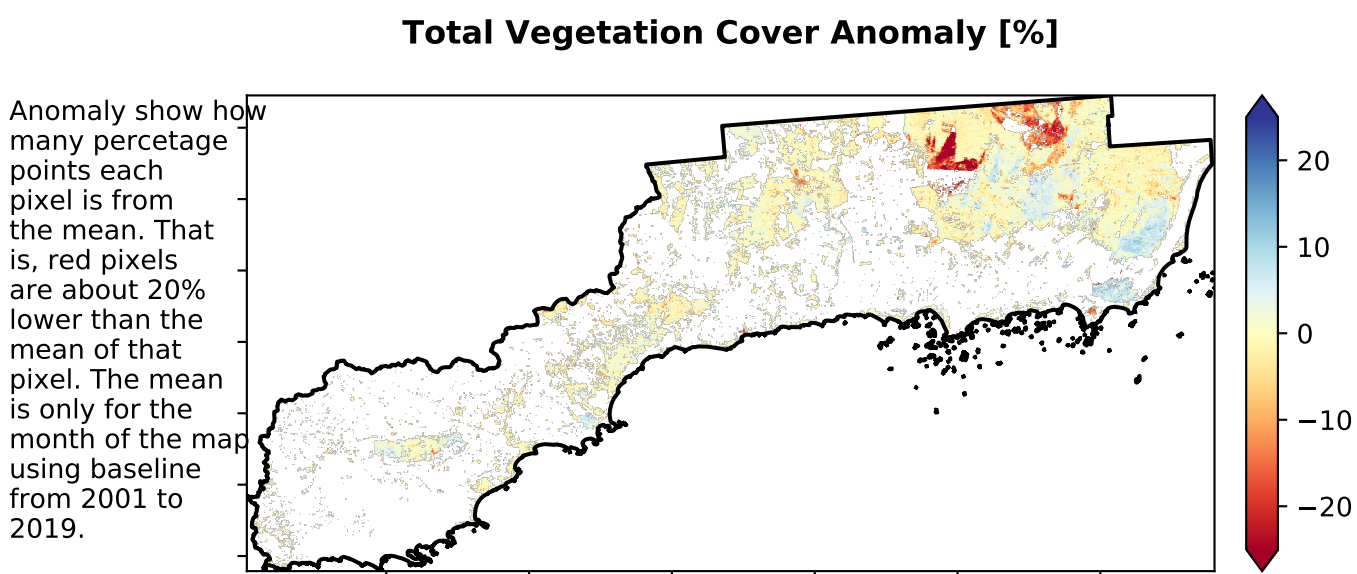 Total Vegetation Cover Anomaly [%]
Anomaly show how
many percetage
points each
pixel is from
the mean. That
is, red pixels
are about 20%
lower than the
mean of that
pixel. The mean
is only for the
month of the map
using baseline
from 2001 to
2019.
20
10
0
−10
−20